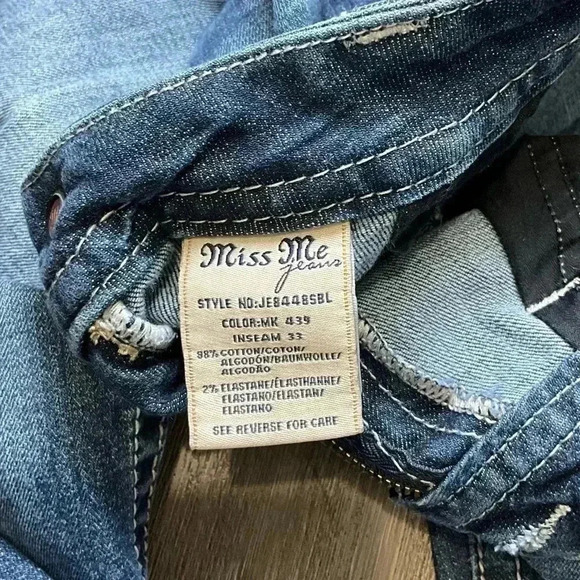 Miss Me
jeans
STYLE NO:JE8448SBL
COLOR:MK 439
INSEAM 33
98% COTTON/COTON/
ALGODÓN/BAUMWOLLE/
ALGODÃO
2% ELASTANE/ÉLASTHANNE/
ELASTANO/ELASTAN/
ELASTANO
SEE REVERSE FOR CARE